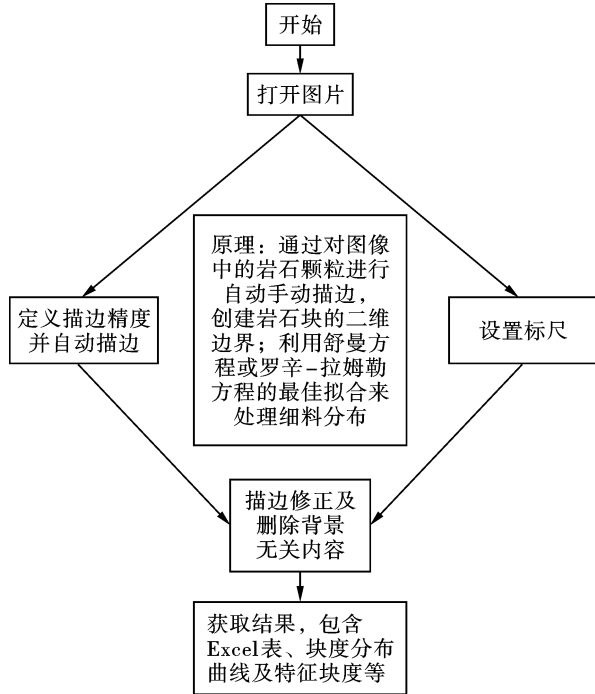 开始
打开图片
原理：通过对图像
中的岩石颗粒进行
自动手动描边，
创建岩石块的二维
边界；利用舒曼方
程或罗辛-拉姆勒
方程的最佳拟合来
处理细料分布
定义描边精度
并自动描边
设置标尺
描边修正及
删除背景
无关内容
获取结果，包含
Excel表、块度分布
曲线及特征块度等